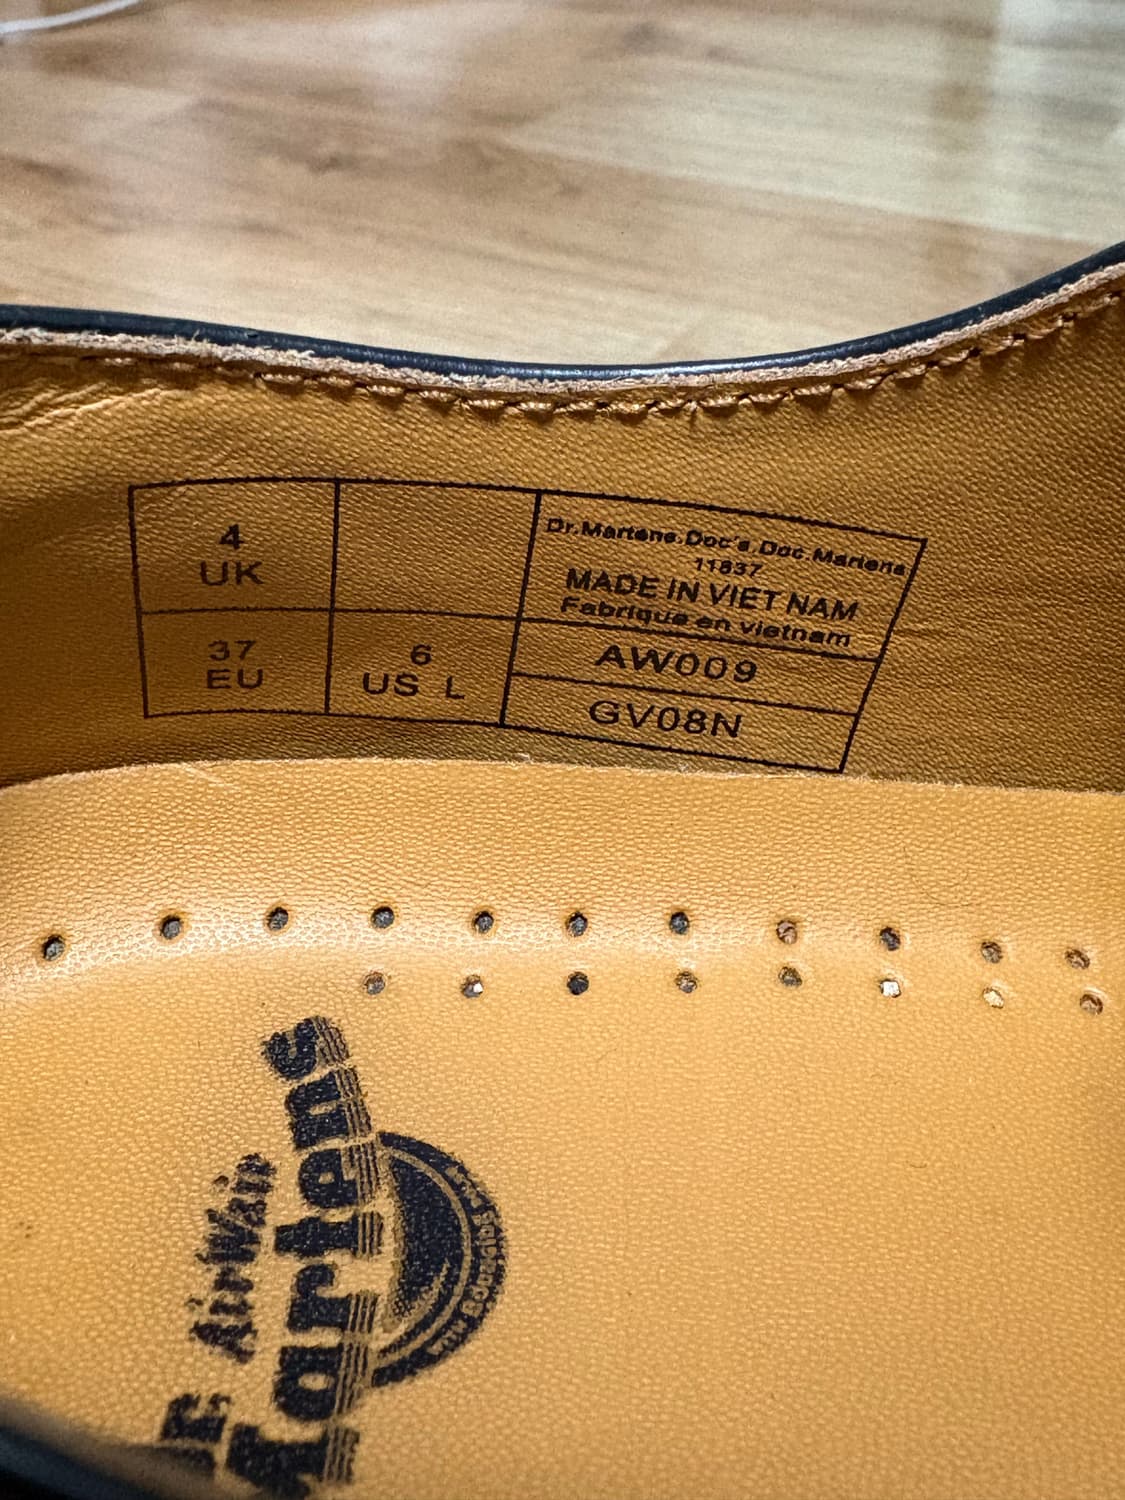 4
UK
37
EU
6
US L
Dr.Martens.Doc's.Doc.Martens
11837
MADE IN VIET NAM
Fabrique en vietnam
AW009
GV08N
AirWair
Martens